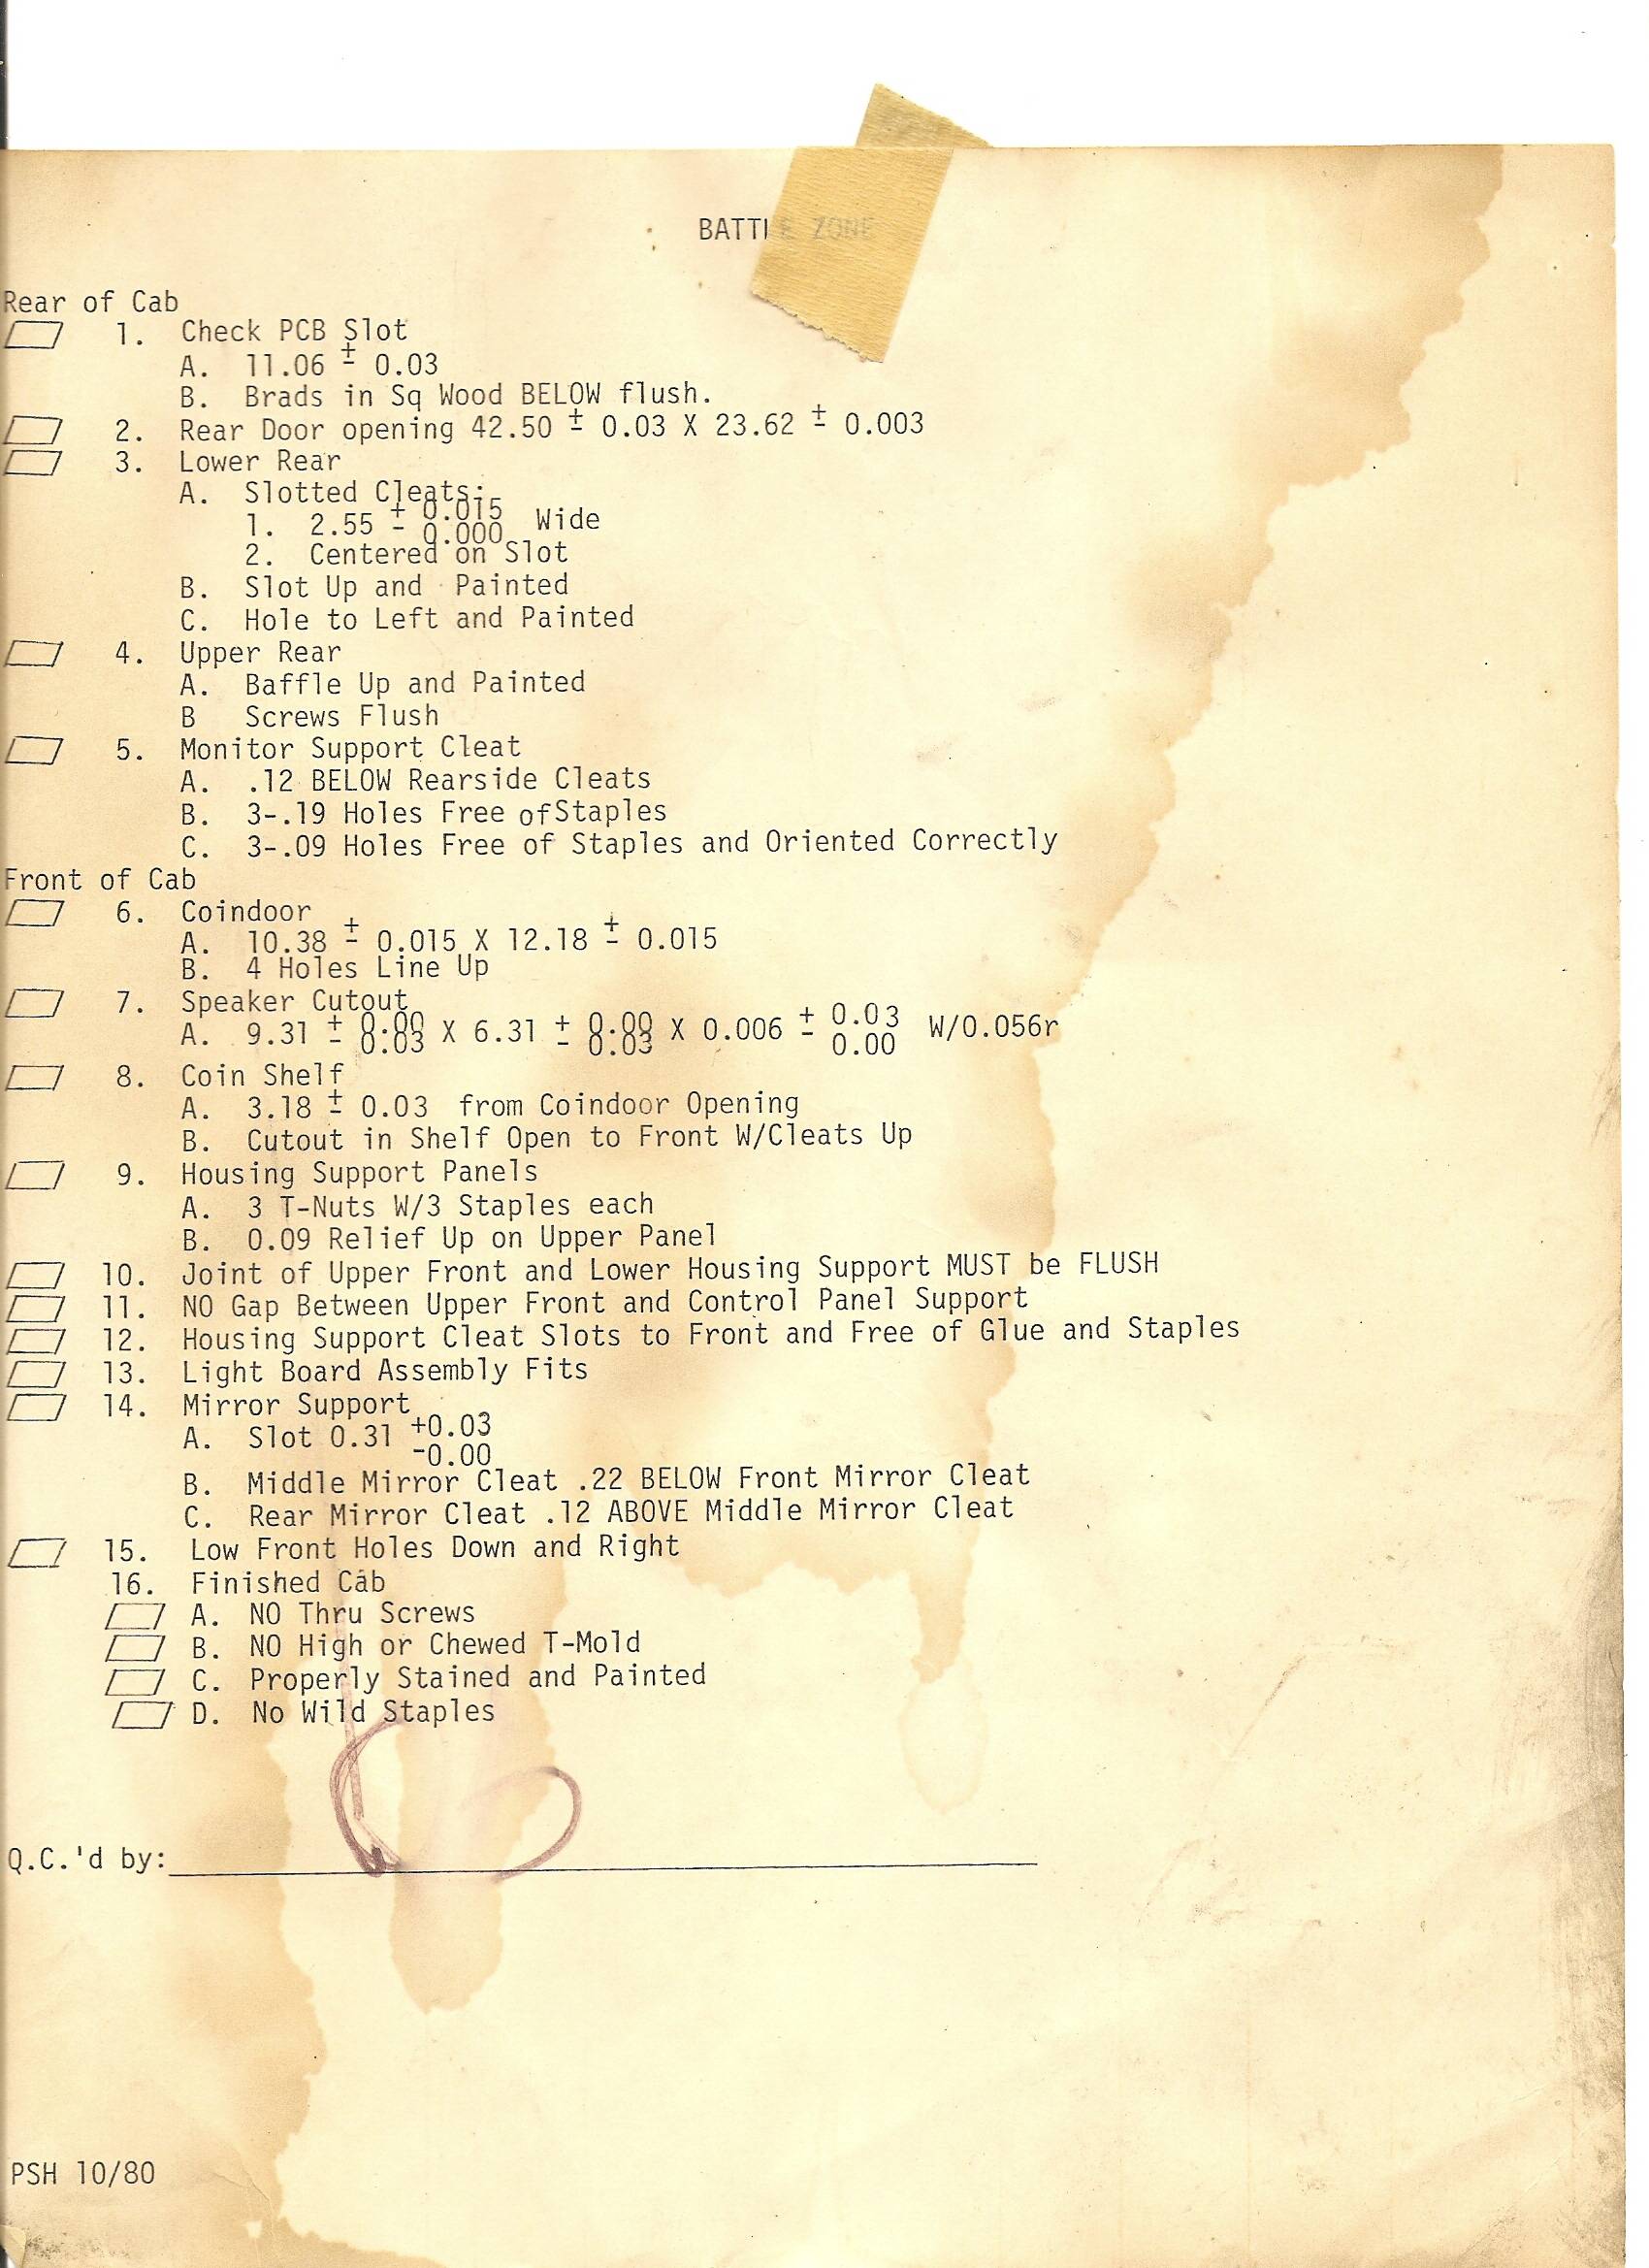 BATTLE ZONE
Rear of Cab
1. Check PCB Slot
A. 11.06 ± 0.03
B. Brads in Sq Wood BELOW flush.
2. Rear Door opening 42.50 ± 0.03 X 23.62 ± 0.003
3. Lower Rear
A. Slotted Cleats:
1. 2.55 ± 0.015 0.000 Wide
2. Centered on Slot
B. Slot Up and Painted
C. Hole to Left and Painted
4. Upper Rear
A. Baffle Up and Painted
B Screws Flush
5. Monitor Support Cleat
A. .12 BELOW Rearside Cleats
B. 3-.19 Holes Free of Staples
C. 3-.09 Holes Free of Staples and Oriented Correctly
Front of Cab
6. Coindoor
A. 10.38 ± 0.015 X 12.18 ± 0.015
B. 4 Holes Line Up
7. Speaker Cutout
A. 9.31 ± 0.00 0.03 X 6.31 ± 0.00 0.03 X 0.006 ± 0.03 0.00 W/0.056r
8. Coin Shelf
A. 3.18 ± 0.03 from Coindoor Opening
B. Cutout in Shelf Open to Front W/Cleats Up
9. Housing Support Panels
A. 3 T-Nuts W/3 Staples each
B. 0.09 Relief Up on Upper Panel
10. Joint of Upper Front and Lower Housing Support MUST be FLUSH
11. NO Gap Between Upper Front and Control Panel Support
12. Housing Support Cleat Slots to Front and Free of Glue and Staples
13. Light Board Assembly Fits
14. Mirror Support
A. Slot 0.31 +0.03 -0.00
B. Middle Mirror Cleat .22 BELOW Front Mirror Cleat
C. Rear Mirror Cleat .12 ABOVE Middle Mirror Cleat
15. Low Front Holes Down and Right
16. Finished Cab
A. NO Thru Screws
B. NO High or Chewed T-Mold
C. Properly Stained and Painted
D. No Wild Staples
Q.C.'d by:
PSH 10/80